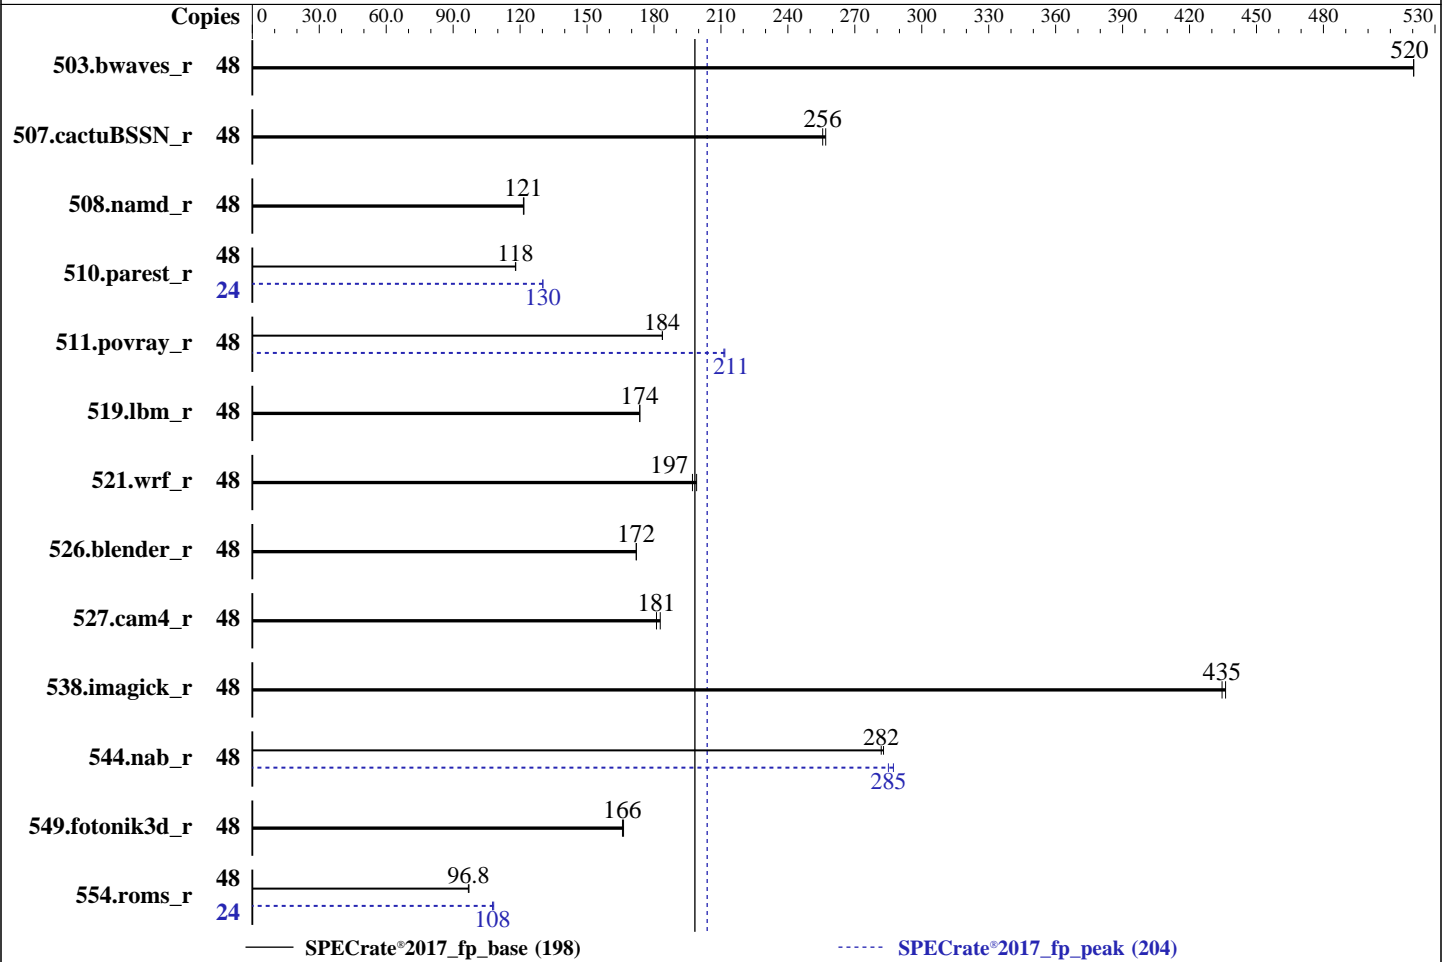 Copies 0 30.0 60.0 90.0 120 150 180 210 240 270 300 330 360 390 420 450 480 530
503.bwaves_r 48 520
507.cactuBSSN_r 48 256
508.namd_r 48 121
510.parest_r 48 118
24 130
511.povray_r 48 184
211
519.lbm_r 48 174
521.wrf_r 48 197
526.blender_r 48 172
527.cam4_r 48 181
538.imagick_r 48 435
544.nab_r 48 282
285
549.fotonik3d_r 48 166
554.roms_r 48 96.8
24 108
SPECrate®2017_fp_base (198) SPECrate®2017_fp_peak (204)